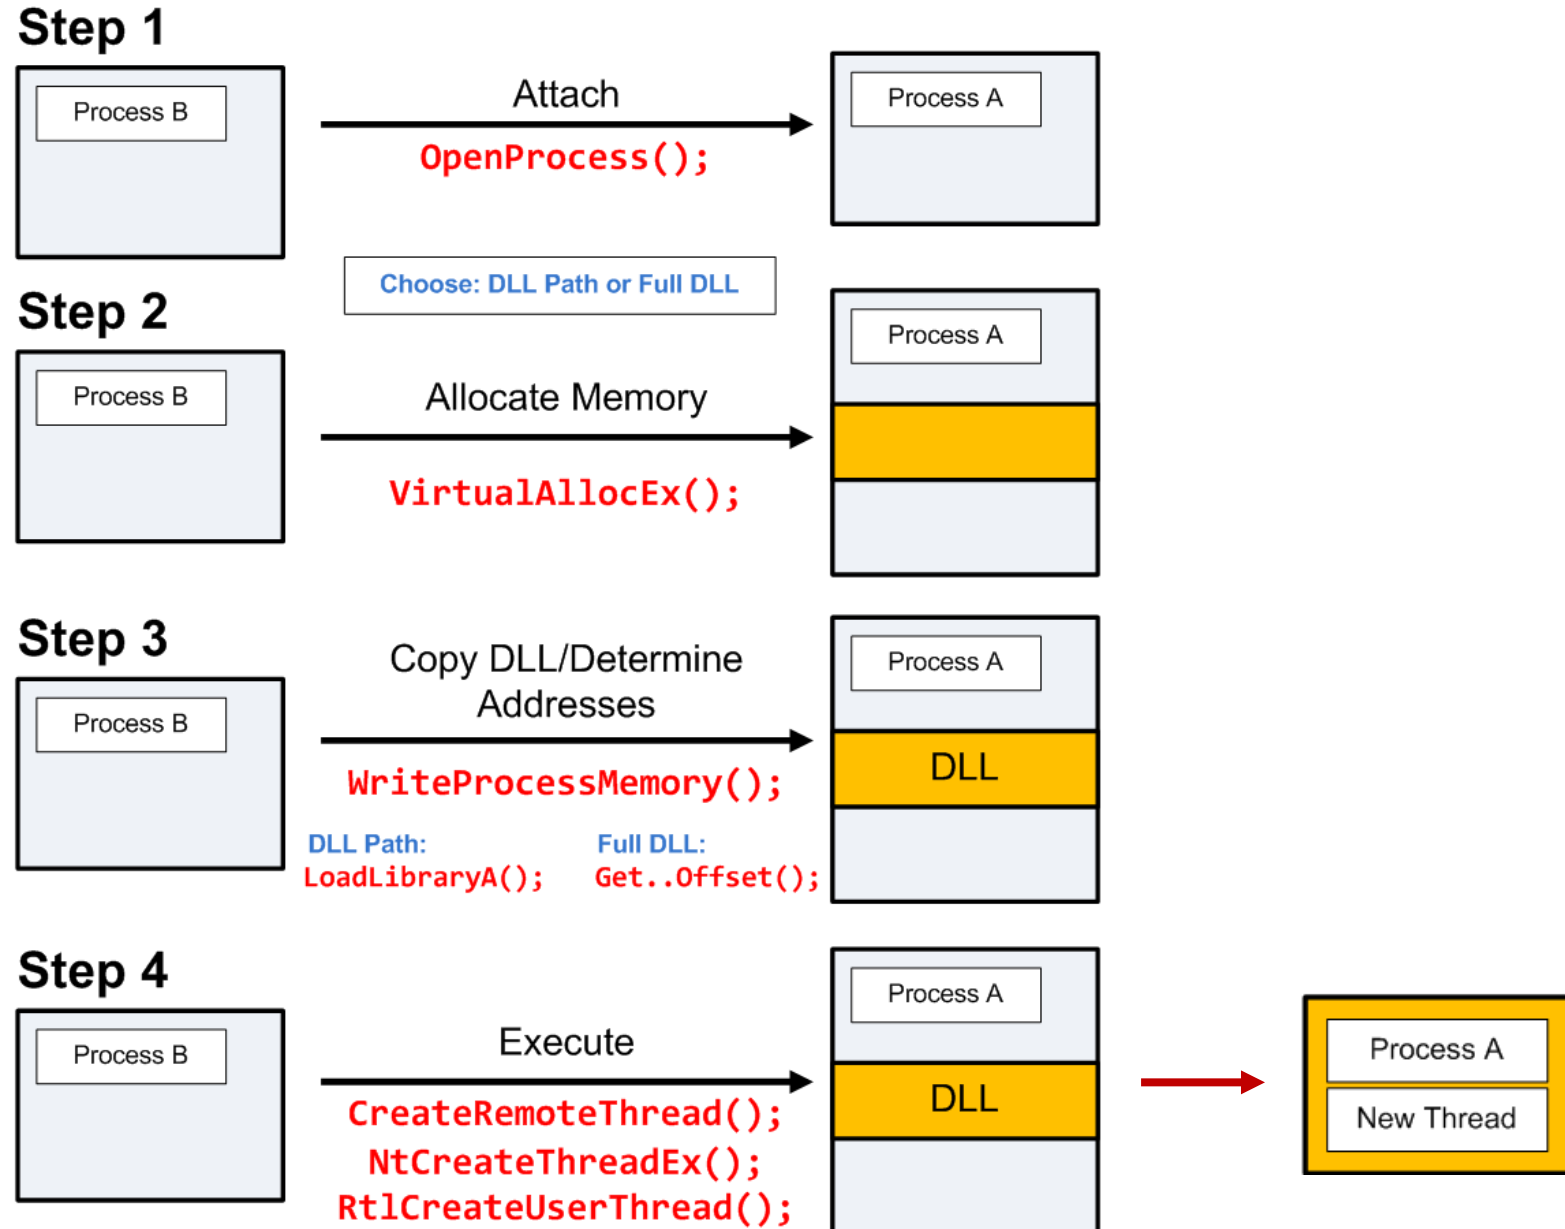 Step 1
Process B
Attach
OpenProcess();
Process A
Choose: DLL Path or Full DLL
Step 2
Process B
Allocate Memory
VirtualAllocEx();
Process A
Step 3
Process B
Copy DLL/Determine
Addresses
WriteProcessMemory();
DLL Path:
LoadLibraryA();
Full DLL:
Get..Offset();
Process A
DLL
Step 4
Process B
Execute
CreateRemoteThread();
NtCreateThreadEx();
RtlCreateUserThread();
Process A
DLL
Process A
New Thread